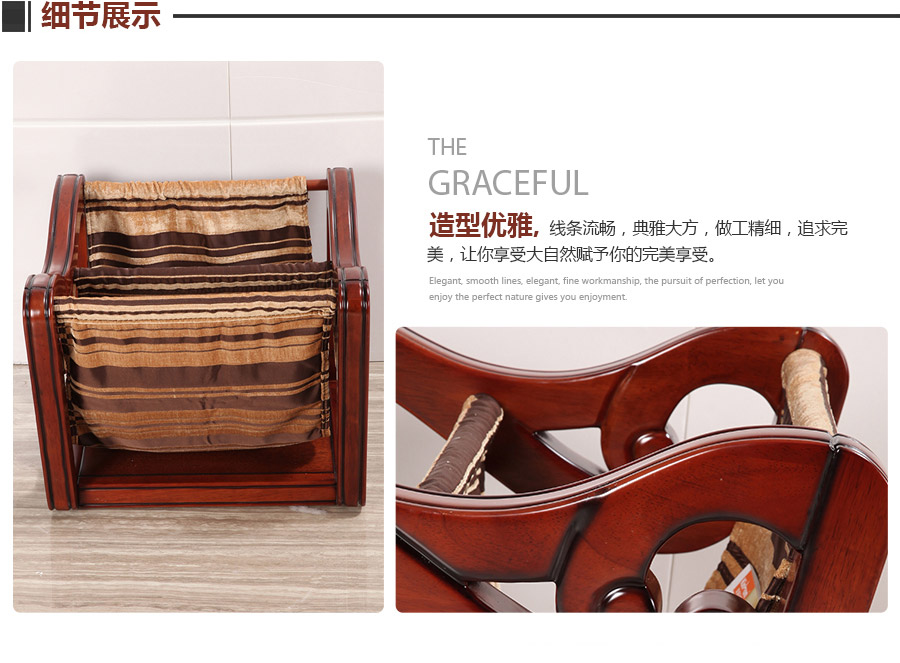 细节展示
THE
GRACEFUL
造型优雅, 线条流畅，典雅大方，做工精细，追求完
美，让你享受大自然赋予你的完美享受。
Elegant, smooth lines, elegant, fine workmanship, the pursuit of perfection, let you
enjoy the perfect nature gives you enjoyment.